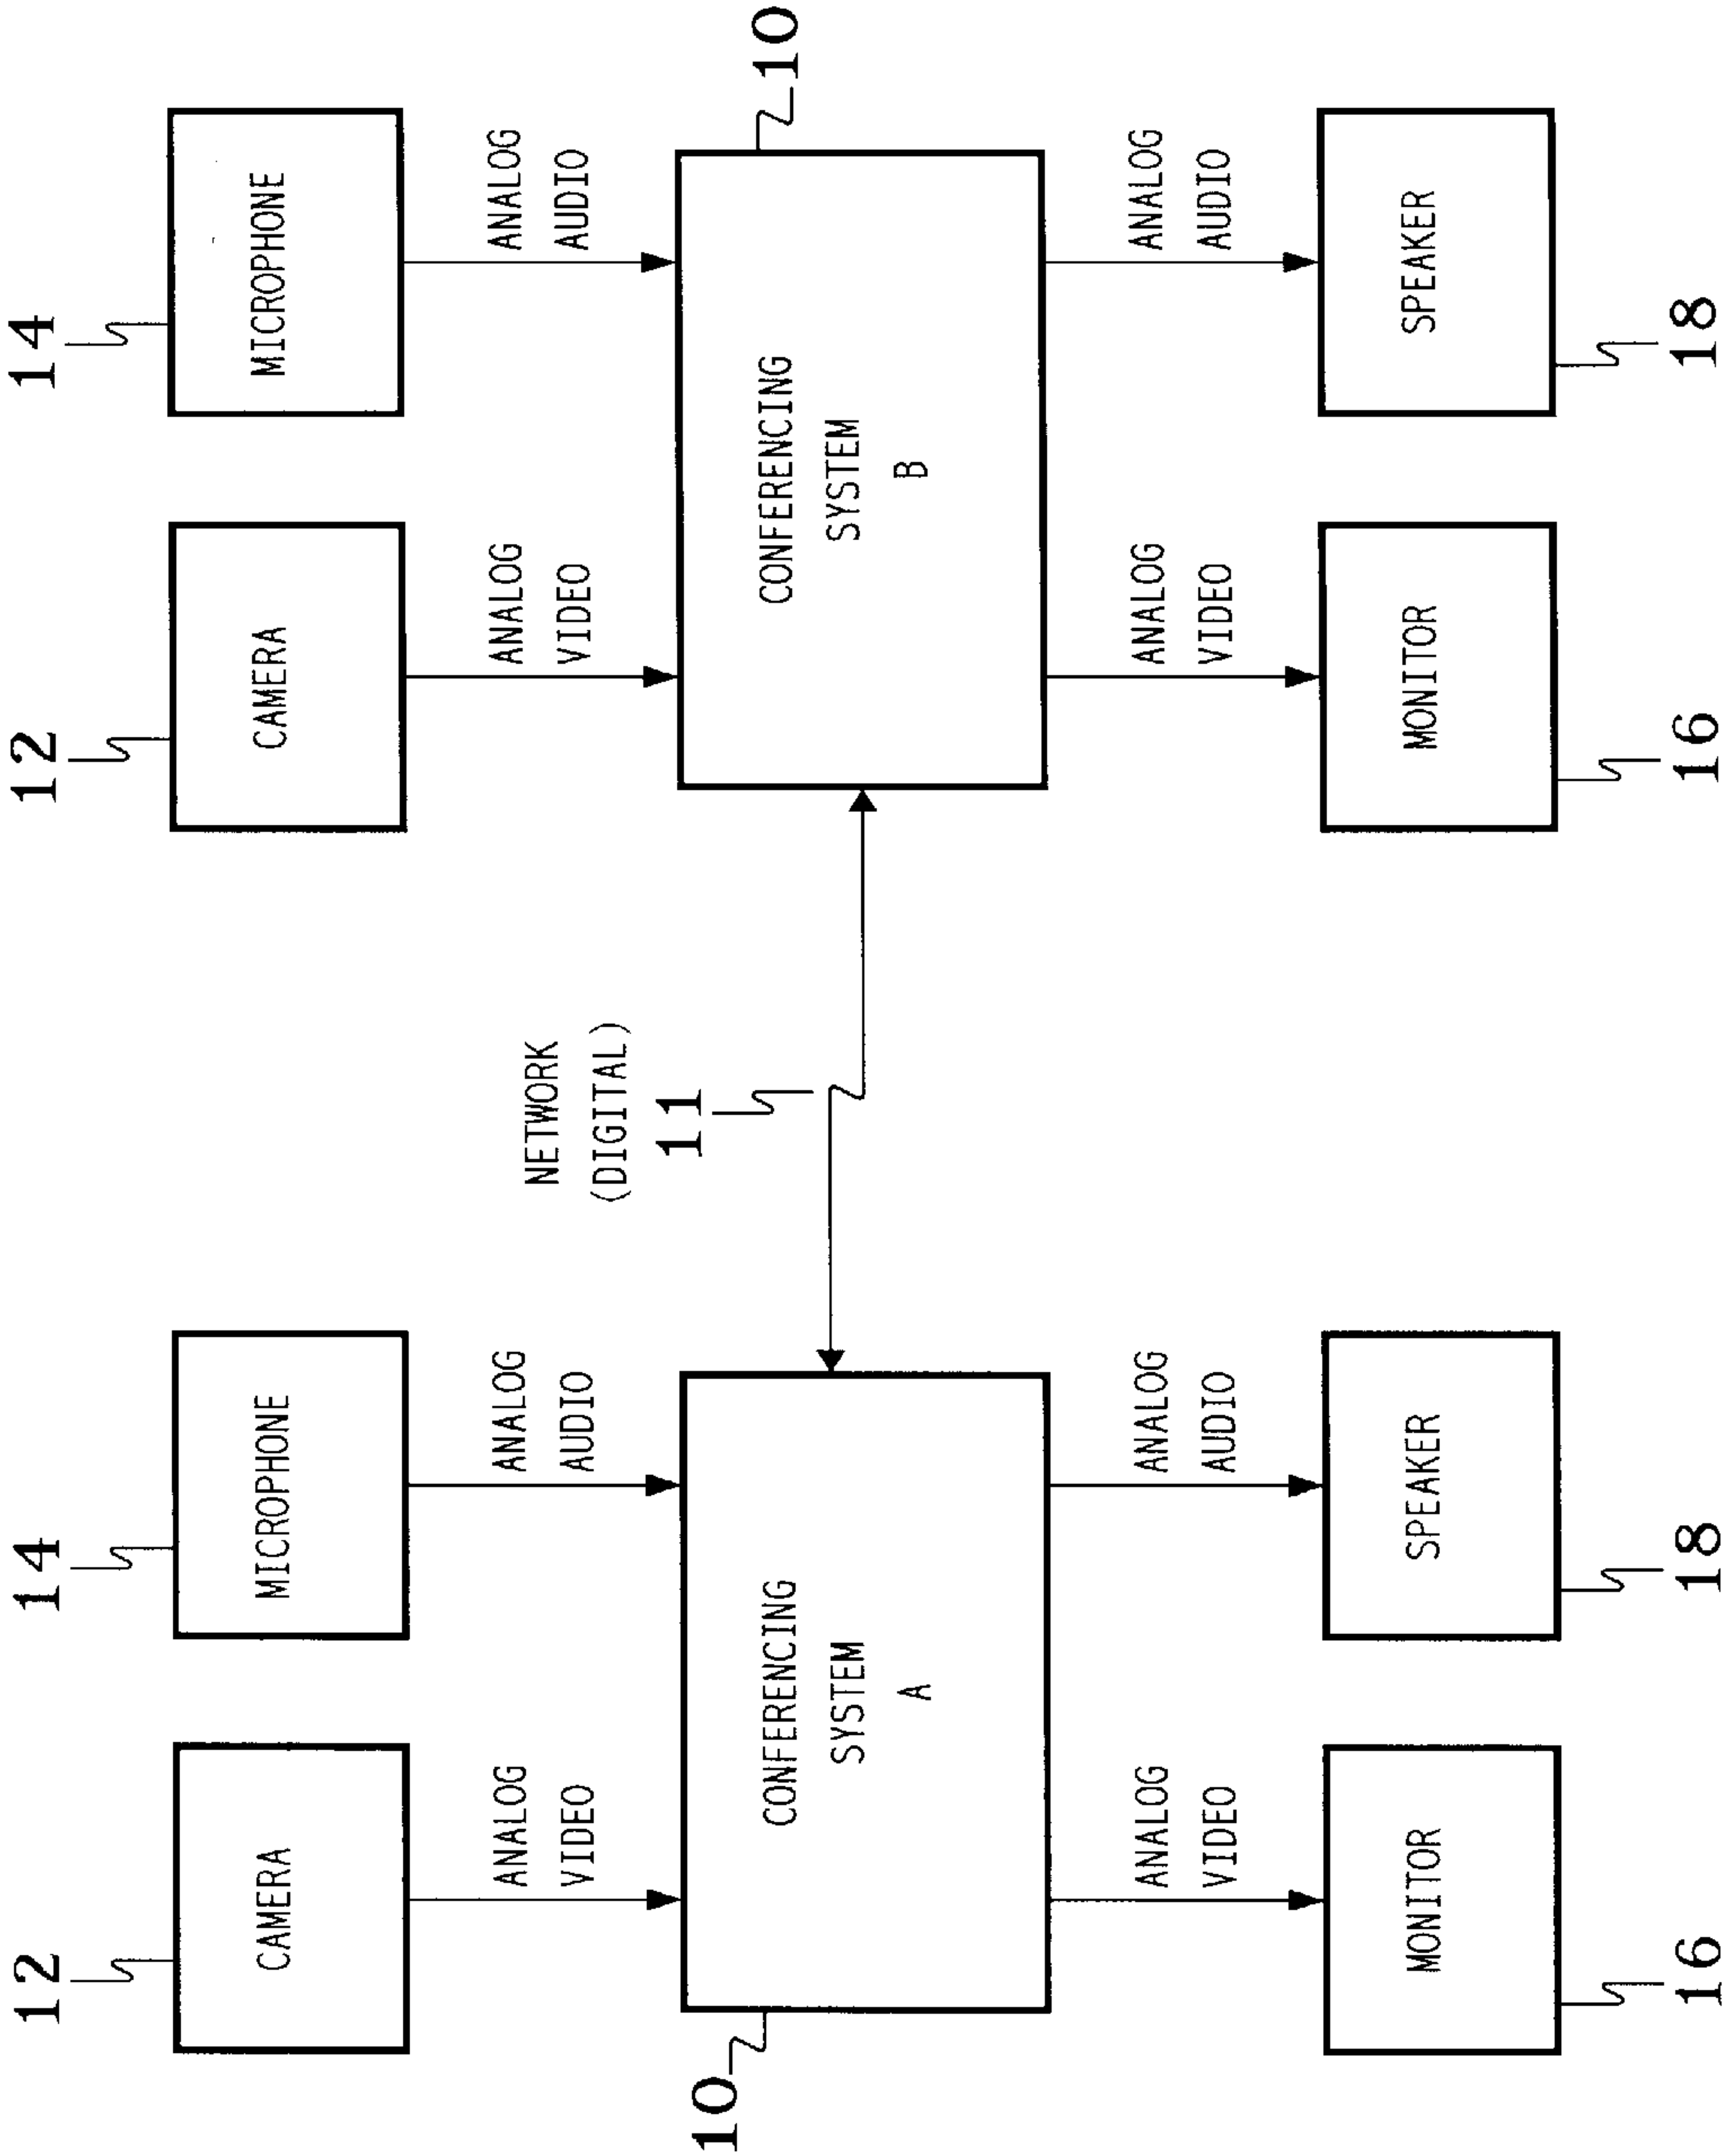 12
14
12
14
CAMERA
MICROPHONE
CAMERA
MICROPHONE
ANALOG
VIDEO
ANALOG
AUDIO
NETWORK
(DIGITAL)
11
ANALOG
VIDEO
ANALOG
AUDIO
10
CONFERENCING
SYSTEM
A
CONFERENCING
SYSTEM
B
10
ANALOG
VIDEO
ANALOG
AUDIO
ANALOG
VIDEO
ANALOG
AUDIO
MONITOR
SPEAKER
MONITOR
SPEAKER
16
18
16
18